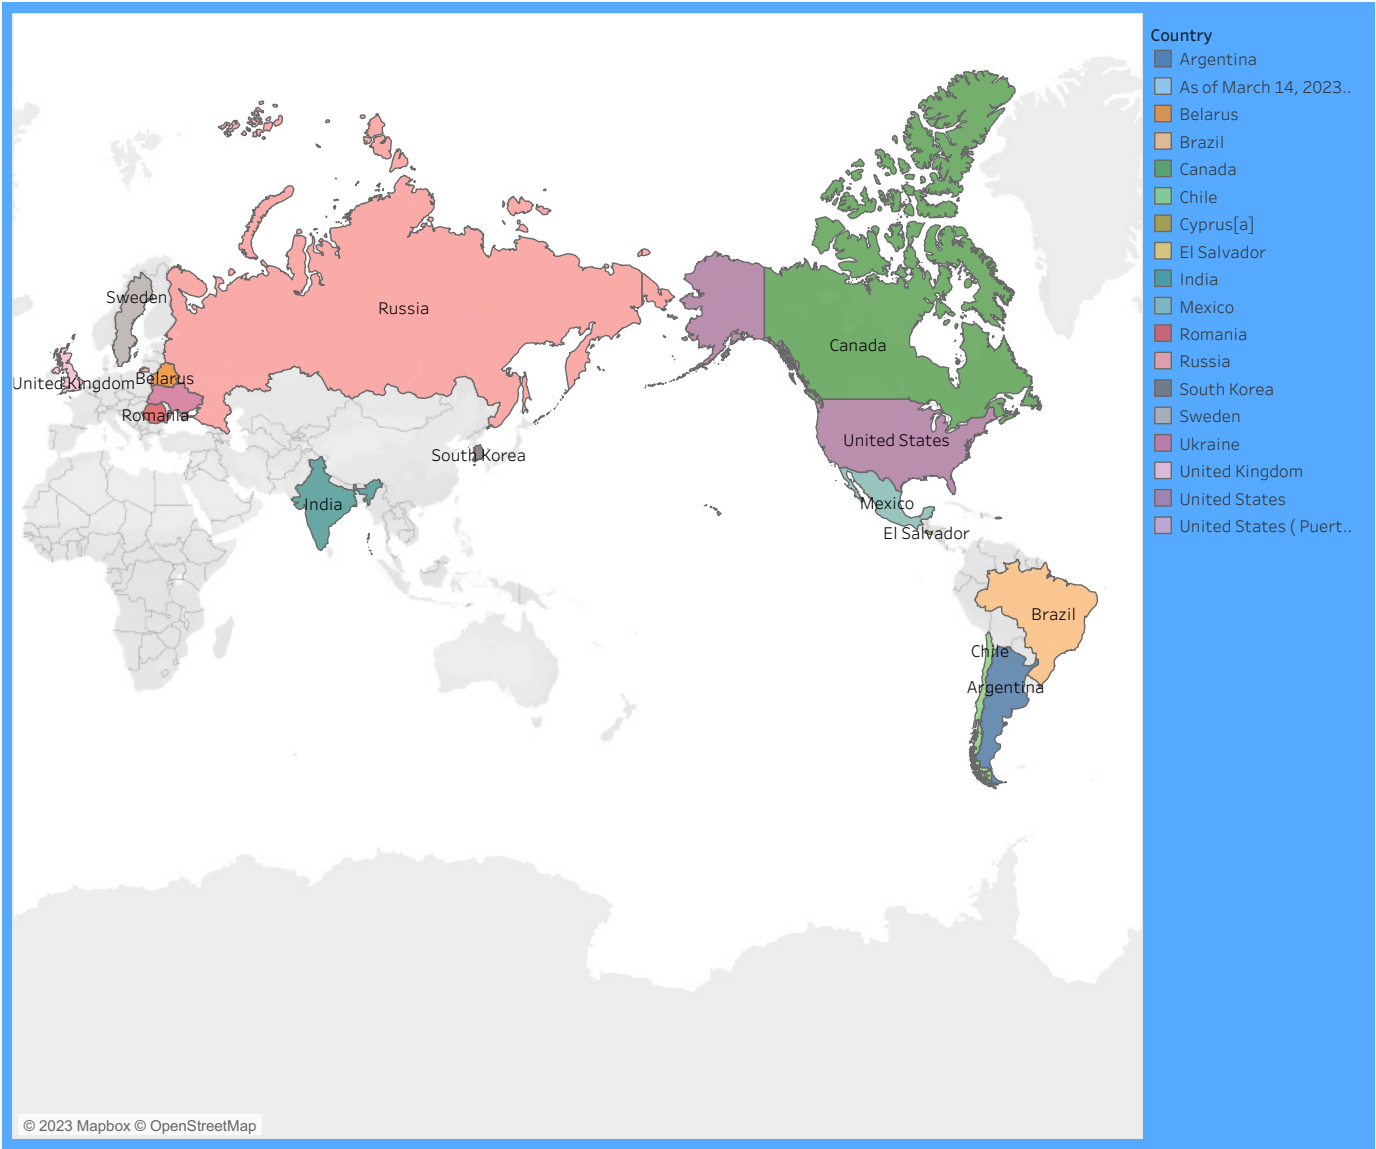 Country
Argentina
As of March 14, 2023..
Belarus
Brazil
Canada
Chile
Cyprus[a]
El Salvador
India
Mexico
Romania
Russia
South Korea
Sweden
Ukraine
United Kingdom
United States
United States ( Puert..
Sweden
Russia
Canada
United Kingdom
Belarus
Romania
United States
South Korea
India
Mexico
El Salvador
Brazil
Chile
Argentina
© 2023 Mapbox © OpenStreetMap